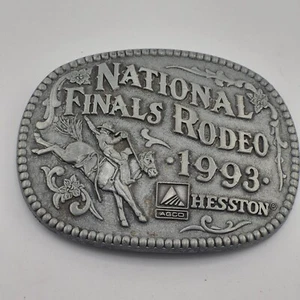 NATIONAL
FINALS RODEO
·1993·
HESSTON®
AGCO